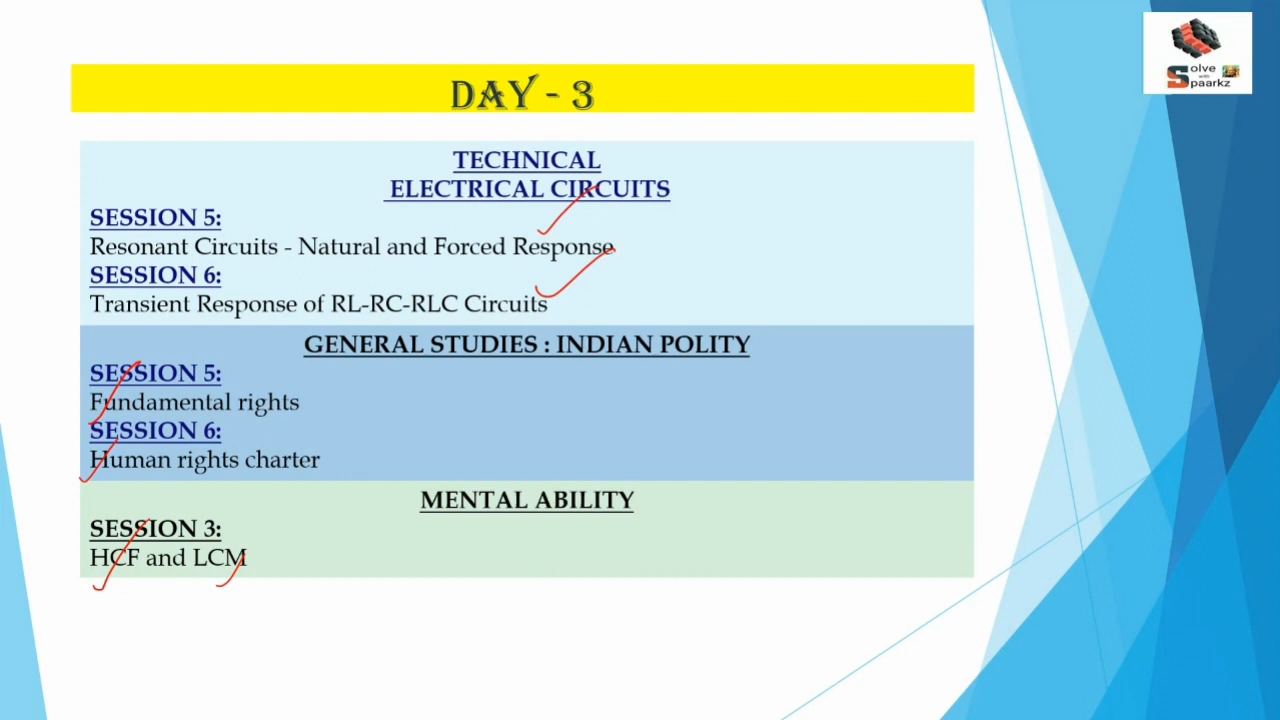 Solve
with
Spaarkz
DAY - 3
TECHNICAL
ELECTRICAL CIRCUITS
SESSION 5:
Resonant Circuits - Natural and Forced Response
SESSION 6:
Transient Response of RL-RC-RLC Circuits
GENERAL STUDIES : INDIAN POLITY
SESSION 5:
Fundamental rights
SESSION 6:
Human rights charter
MENTAL ABILITY
SESSION 3:
HCF and LCM